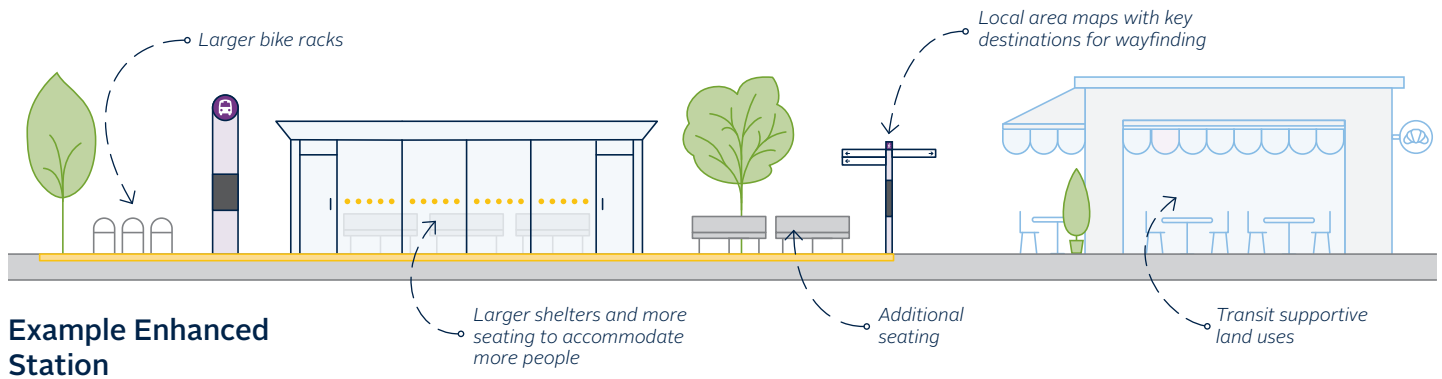 Larger bike racks
Local area maps with key
destinations for wayfinding
Larger shelters and more
seating to accommodate
more people
Additional
seating
Transit supportive
land uses
Example Enhanced
Station